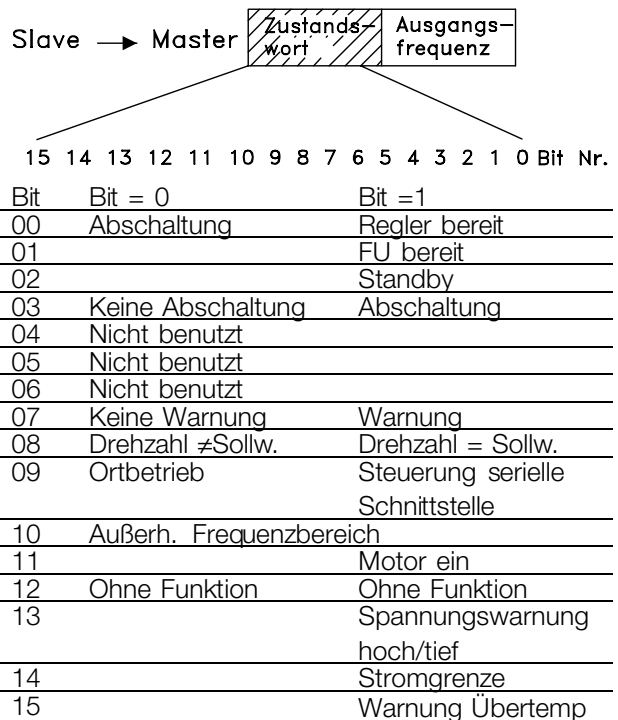 Slave → Master Zustands- Ausgangs-
wort frequenz
15 14 13 12 11 10 9 8 7 6 5 4 3 2 1 0 Bit Nr.
Bit Bit = 0 Bit =1
00 Abschaltung Regler bereit
01 FU bereit
02 Standby
03 Keine Abschaltung Abschaltung
04 Nicht benutzt
05 Nicht benutzt
06 Nicht benutzt
07 Keine Warnung Warnung
08 Drehzahl ≠Sollw. Drehzahl = Sollw.
09 Ortbetrieb Steuerung serielle
Schnittstelle
10 Außerh. Frequenzbereich
11 Motor ein
12 Ohne Funktion Ohne Funktion
13 Spannungswarnung
hoch/tief
14 Stromgrenze
15 Warnung Übertemp